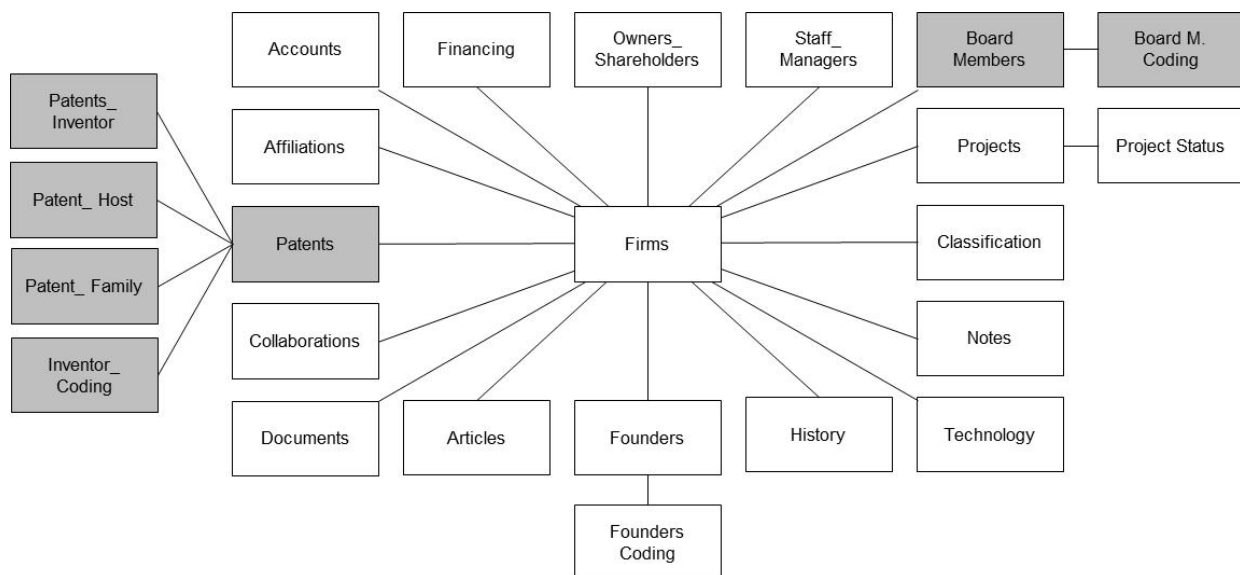 Accounts
Financing
Owners_
Shareholders
Staff_
Managers
Board
Members
Board M.
Coding
Patents_
Inventor
Affiliations
Projects
Project Status
Patent_ Host
Patents
Firms
Classification
Patent_ Family
Collaborations
Notes
Inventor_
Coding
Documents
Articles
Founders
History
Technology
Founders
Coding